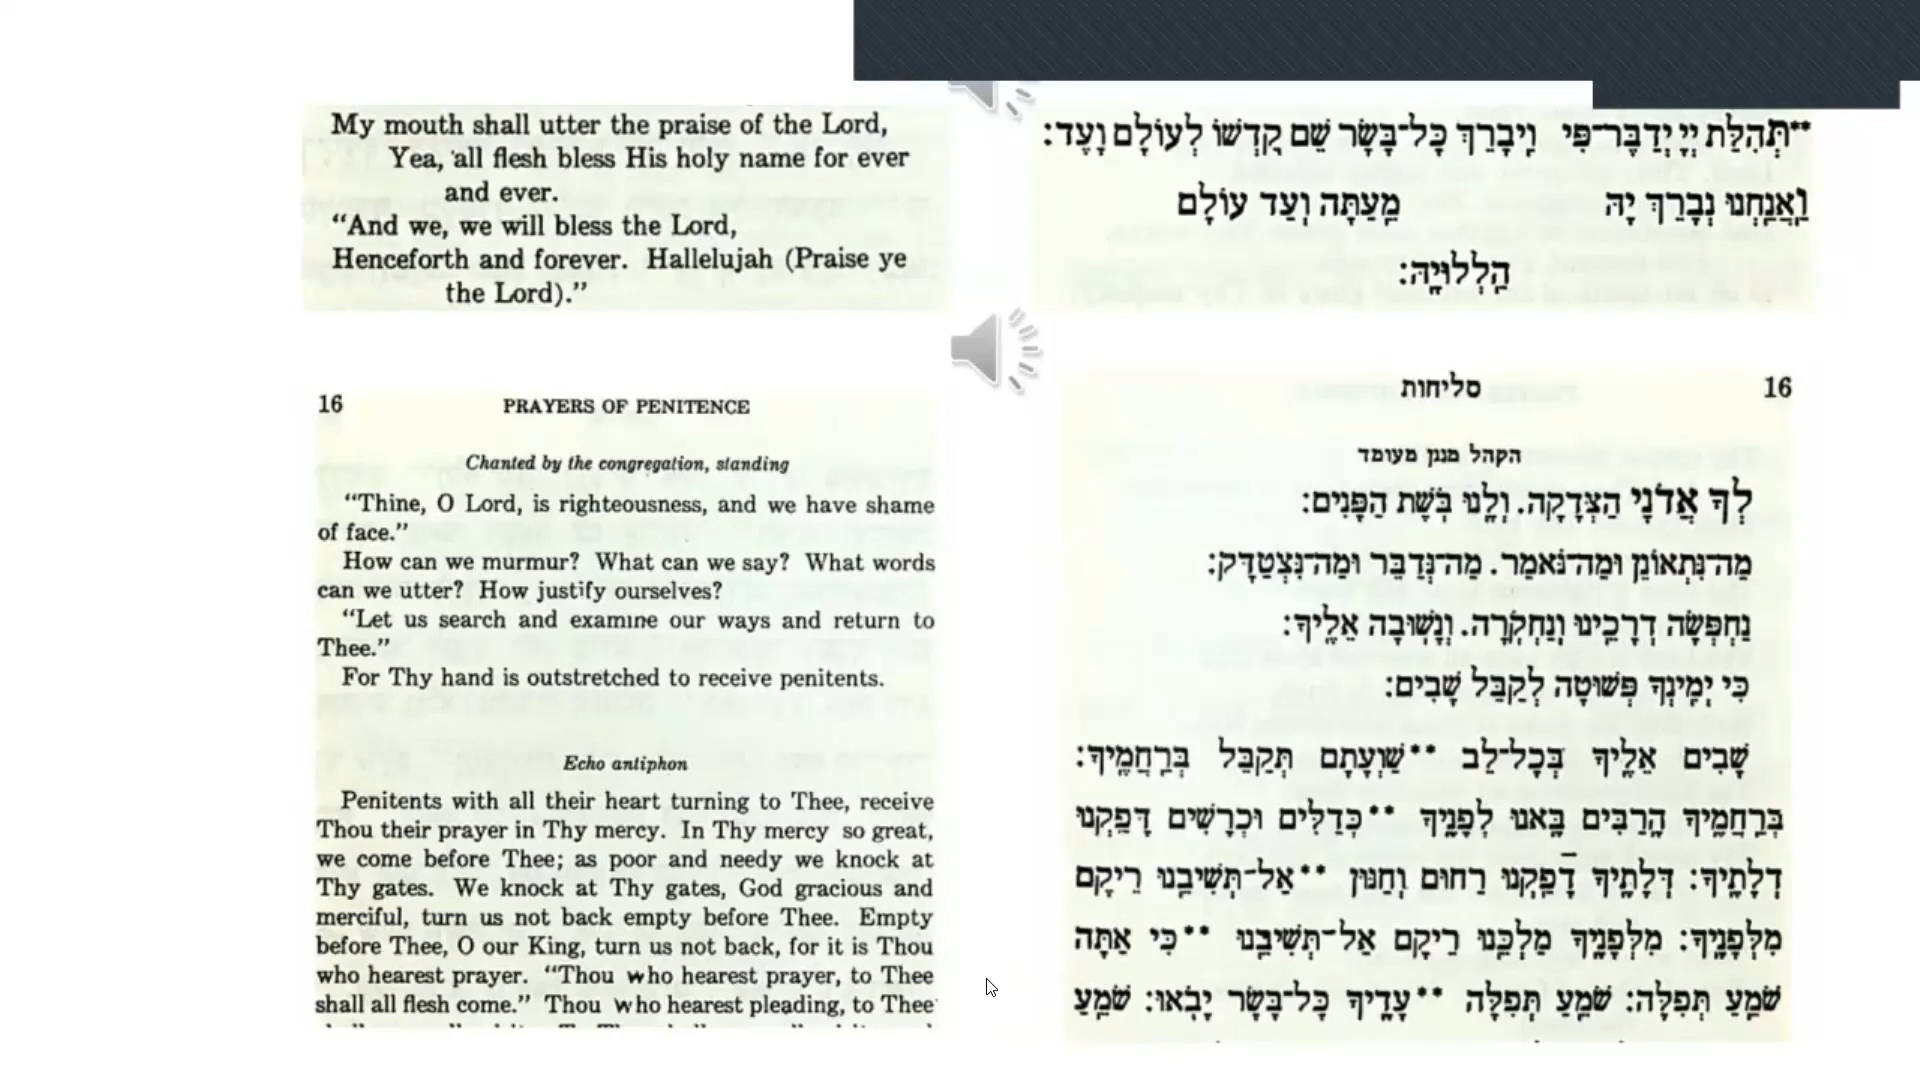 My mouth shall utter the praise of the Lord,
Yea, all flesh bless His holy name for ever
and ever.
“And we, we will bless the Lord,
Henceforth and forever. Hallelujah (Praise ye
the Lord).”
**תְּהִלַּת יְיָ יְדַבֶּר־פִּי וִיבָרֵךְ כָּל־בָּשָׂר שֵׁם קָדְשׁוֹ לְעוֹלָם וָעֶד:
וַאֲנַחְנוּ נְבָרֵךְ יָהּ מֵעַתָּה וְעַד עוֹלָם
הַלְלוּיָהּ:
16 PRAYERS OF PENITENCE
Chanted by the congregation, standing
“Thine, O Lord, is righteousness, and we have shame
of face.”
How can we murmur? What can we say? What words
can we utter? How justify ourselves?
“Let us search and examine our ways and return to
Thee.”
For Thy hand is outstretched to receive penitents.
Echo antiphon
Penitents with all their heart turning to Thee, receive
Thou their prayer in Thy mercy. In Thy mercy so great,
we come before Thee; as poor and needy we knock at
Thy gates. We knock at Thy gates, God gracious and
merciful, turn us not back empty before Thee. Empty
before Thee, O our King, turn us not back, for it is Thou
who hearest prayer. “Thou who hearest prayer, to Thee
shall all flesh come.” Thou who hearest pleading, to Thee
16 סליחות
הקהל מנגן מעומד
לְךָ אֲדֹנָי הַצְּדָקָה. וְלָנוּ בֹּשֶׁת הַפָּנִים:
מַה־נִּתְאוֹנֵן וּמַה־נֹּאמַר. מַה־נְּדַבֵּר וּמַה־נִּצְטַדָּק:
נַחְפְּשָׂה דְרָכֵינוּ וְנַחְקֹרָה. וְנָשׁוּבָה אֵלֶיךָ:
כִּי יְמִינְךָ פְּשׁוּטָה לְקַבֵּל שָׁבִים:
שָׁבִים אֵלֶיךָ בְּכָל־לֵב **שַׁוְעָתָם תְּקַבֵּל בְּרַחֲמֶיךָ:
בְּרַחֲמֶיךָ הָרַבִּים בָּאנוּ לְפָנֶיךָ **כְּדַלִּים וּכְרָשִׁים דָּפַקְנוּ
דְלָתֶיךָ: דְּלָתֶיךָ דָפַקְנוּ רַחוּם וְחַנּוּן **אַל־תְּשִׁיבֵנוּ רֵיקָם
מִלְּפָנֶיךָ: מִלְּפָנֶיךָ מַלְכֵּנוּ רֵיקָם אַל־תְּשִׁיבֵנוּ **כִּי אַתָּה
שֹׁמֵעַ תְּפִלָּה: שֹׁמֵעַ תְּפִלָּה **עָדֶיךָ כָּל־בָּשָׂר יָבֹאוּ: שֹׁמֵעַ